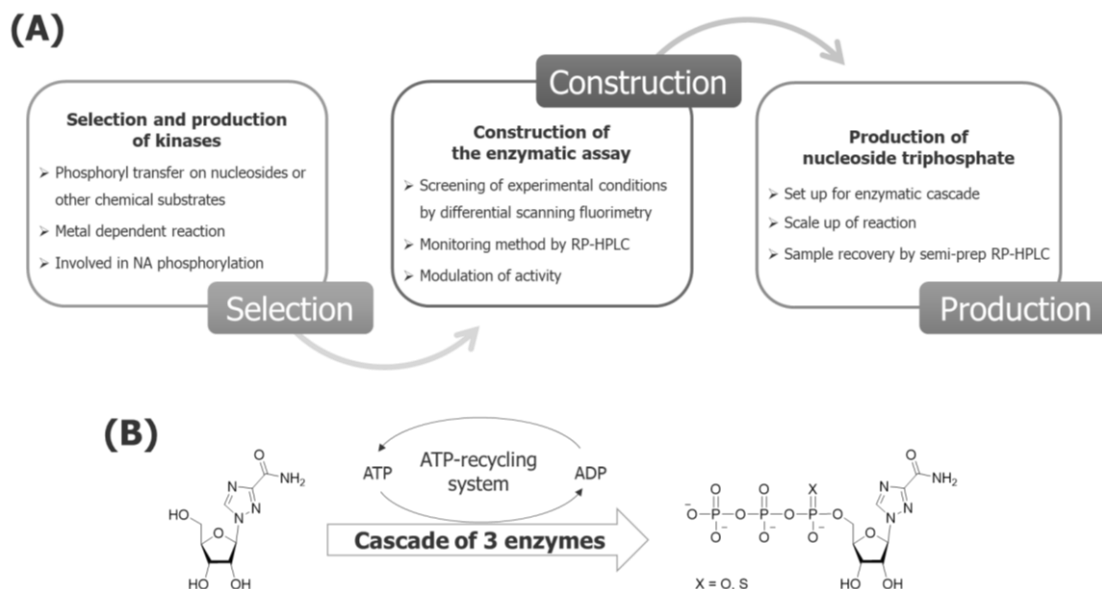 (A)
Selection and production
of kinases
➢ Phosphoryl transfer on nucleosides or
other chemical substrates
➢ Metal dependent reaction
➢ Involved in NA phosphorylation
Selection
Construction
Construction of
the enzymatic assay
➢ Screening of experimental conditions
by differential scanning fluorimetry
➢ Monitoring method by RP-HPLC
➢ Modulation of activity
Production of
nucleoside triphosphate
➢ Set up for enzymatic cascade
➢ Scale up of reaction
➢ Sample recovery by semi-prep RP-HPLC
Production
(B)
O
NH₂
N
N
N
HO
O
HO OH
ATP
ATP-recycling
system
ADP
Cascade of 3 enzymes
O
NH₂
N
N
N
O O X
⁻O P O P O P O
O⁻ O⁻ O⁻
O
HO OH
X = O, S